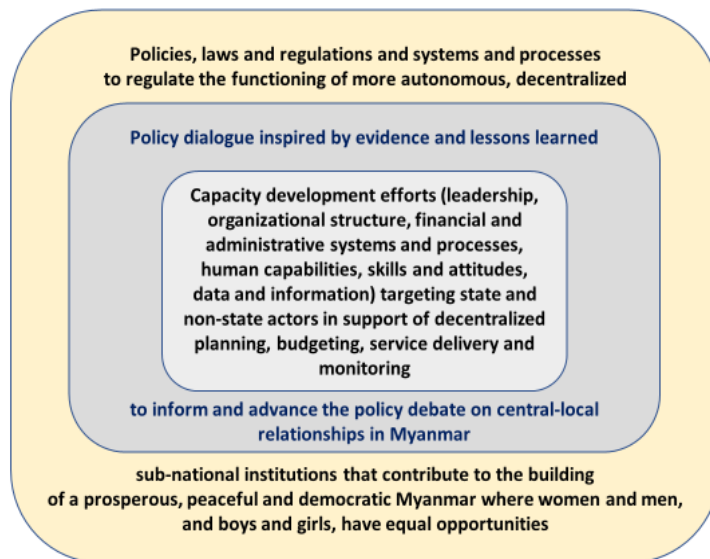 Policies, laws and regulations and systems and processes
to regulate the functioning of more autonomous, decentralized
Policy dialogue inspired by evidence and lessons learned
Capacity development efforts (leadership,
organizational structure, financial and
administrative systems and processes,
human capabilities, skills and attitudes,
data and information) targeting state and
non-state actors in support of decentralized
planning, budgeting, service delivery and
monitoring
to inform and advance the policy debate on central-local
relationships in Myanmar
sub-national institutions that contribute to the building
of a prosperous, peaceful and democratic Myanmar where women and men,
and boys and girls, have equal opportunities